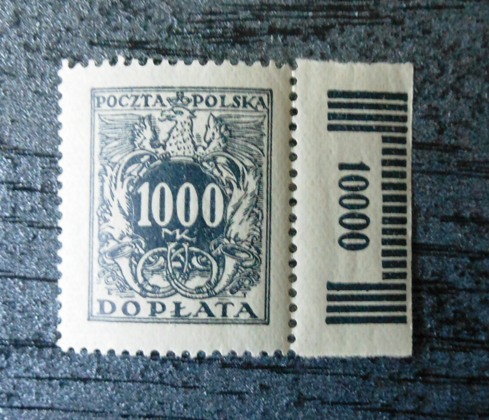 POCZTA POLSKA
1000
MK
DOPŁATA
10000